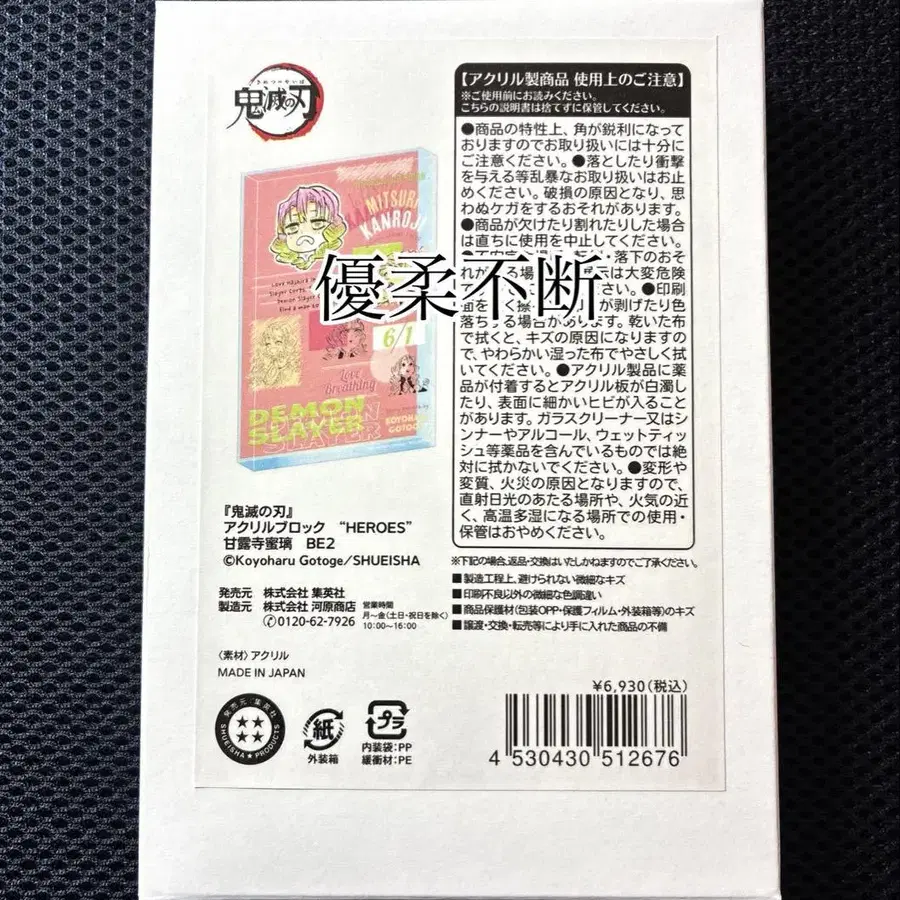 きめつのやいば
鬼滅の刃
MITSURI
KANROJI
6/1
Love
Breathing
DEMON
SLAYER
KOYOHARU
GOTOGE
優柔不断
『鬼滅の刃』
アクリルブロック “HEROES”
甘露寺蜜璃 BE2
©Koyoharu Gotoge/SHUEISHA
発売元 株式会社 集英社
製造元 株式会社 河原商店
0120-62-7926
営業時間
月〜金(土日・祝日を除く)
10:00〜16:00
〈素材〉アクリル
MADE IN JAPAN
発売元 集英社
SHUEISHA★PRODUCTS
紙
外装箱
プラ
内装袋:PP
緩衝材:PE
【アクリル製商品 使用上のご注意】
※ご使用前にお読みください。
こちらの説明書は捨てずに保管してください。
●商品の特性上、角が鋭利になって
おりますのでお取り扱いには十分に
ご注意ください。●落としたり衝撃
を与える等乱暴なお取り扱いはお止
めください。破損の原因となり、思
わぬケガをするおそれがあります。
●商品が欠けたり割れたりした場合
は直ちに使用を中止してください。
落下のおそ
れがある場
示は大変危険
●印刷
が剥げたり色
落ちする場合があります。乾いた布
で拭くと、キズの原因になりますの
で、やわらかい湿った布でやさしく拭
いてください。●アクリル製品に薬
品が付着するとアクリル板が白濁し
たり、表面に細かいヒビが入ること
があります。ガラスクリーナー又はシ
ンナーやアルコール、ウェットティッ
シュ等薬品を含んでいるものでは絶
対に拭かないでください。●変形や
変質、火災の原因となりますので、
直射日光のあたる場所や、火気の近
く、高温多湿になる場所での使用・
保管はおやめください。
※下記の場合、返品・交換はいたしかねますのでご了承ください。
■製造工程上、避けられない微細なキズ
■印刷不良以外の微細な色調違い
■商品保護材(包装OPP・保護フィルム・外装箱等)のキズ
■譲渡・交換・転売等により手に入れた商品の不備
¥6,930(税込)
4 530430 512676